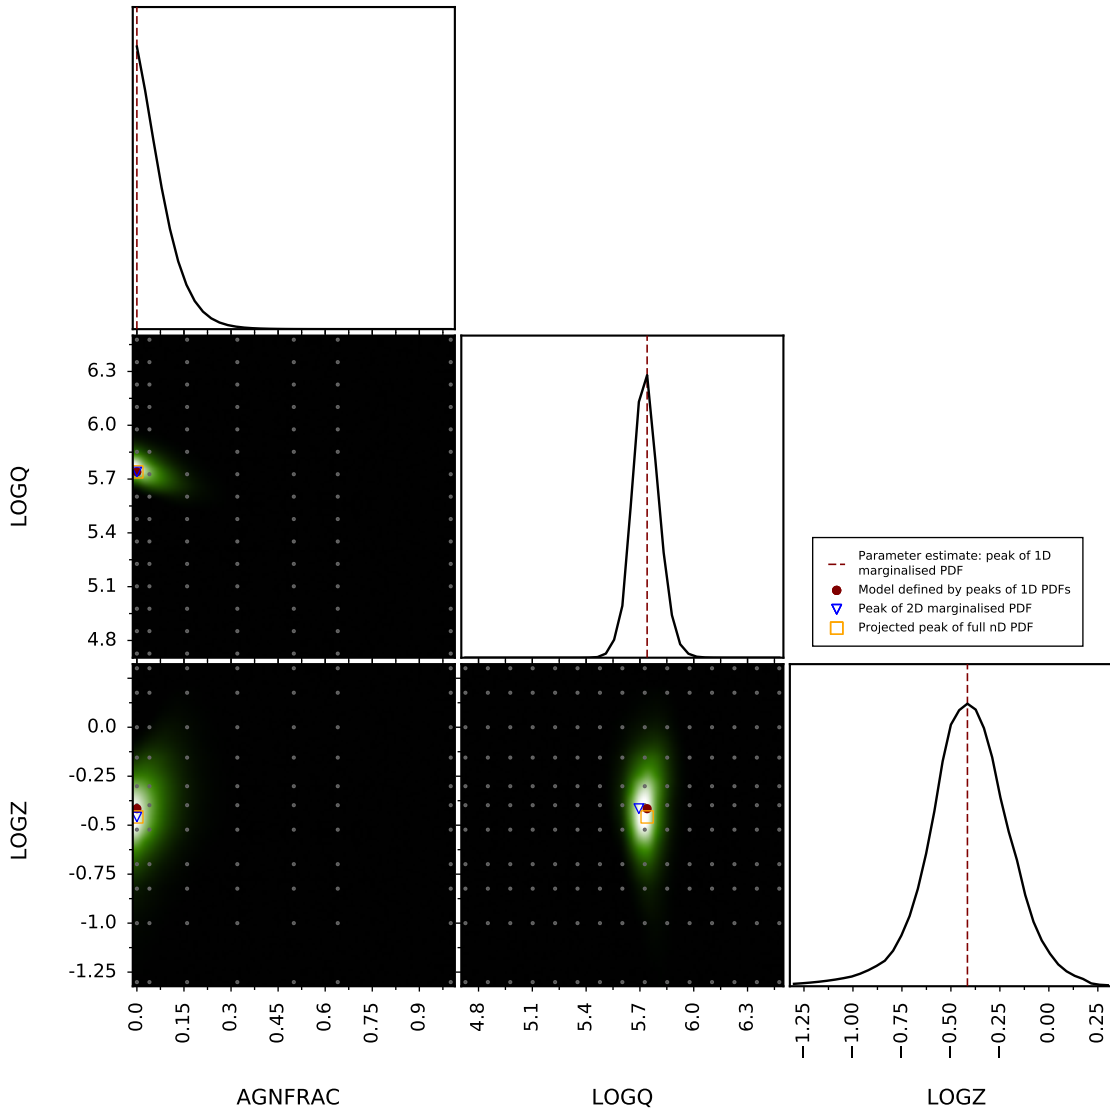 LOGQ
6.3
6.0
5.7
5.4
5.1
4.8
Parameter estimate: peak of 1D
marginalised PDF
Model defined by peaks of 1D PDFs
Peak of 2D marginalised PDF
Projected peak of full nD PDF
LOGZ
0.0
-0.25
-0.5
-0.75
-1.0
-1.25
0.0 0.15 0.3 0.45 0.6 0.75 0.9
4.8 5.1 5.4 5.7 6.0 6.3
−1.25 −1.00 −0.75 −0.50 −0.25 0.00 0.25
AGNFRAC LOGQ LOGZ